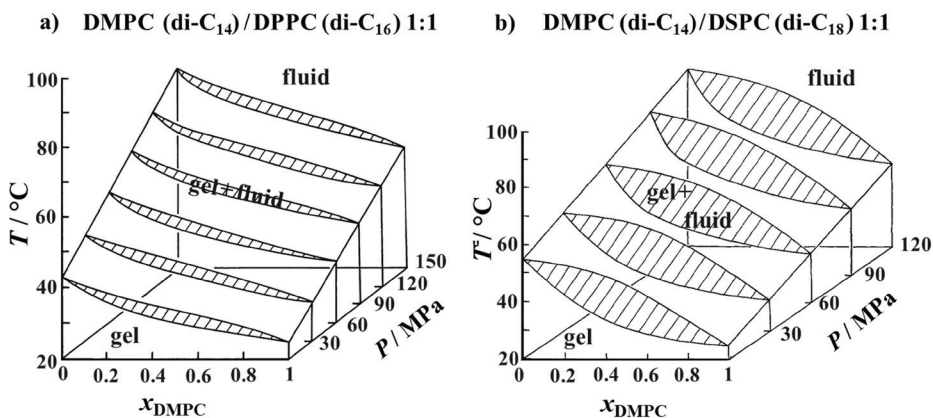 a) DMPC (di-C₁₄) / DPPC (di-C₁₆) 1:1
100
80
60
40
20
T / °C
fluid
gel + fluid
gel
0
0.2
0.4
0.6
0.8
1
x_DMPC
30
60
90
120
150
P / MPa
b) DMPC (di-C₁₄) / DSPC (di-C₁₈) 1:1
100
80
60
40
20
T / °C
fluid
gel +
fluid
gel
0
0.2
0.4
0.6
0.8
1
x_DMPC
30
60
90
120
P / MPa